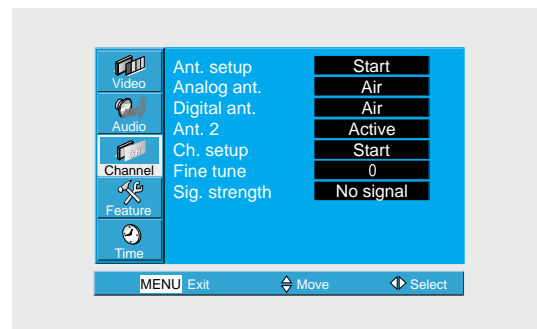 Video
Audio
Channel
Feature
Time
Ant. setup Start
Analog ant. Air
Digital ant. Air
Ant. 2 Active
Ch. setup Start
Fine tune 0
Sig. strength No signal
MENU Exit Move Select